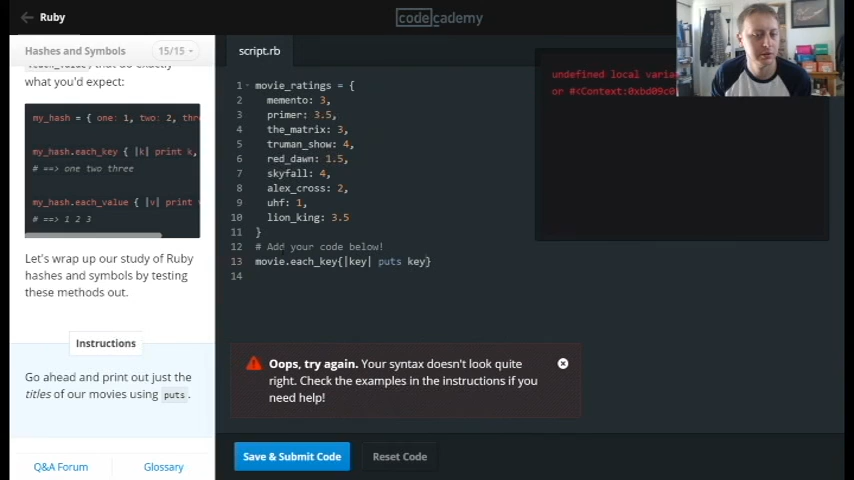 Ruby
codecademy
Hashes and Symbols 15/15
script.rb
what you'd expect:
my_hash = { one: 1, two: 2, thre
my_hash.each_key { |k| print k,
# ==> one two three
my_hash.each_value { |v| print v
# ==> 1 2 3
Let's wrap up our study of Ruby
hashes and symbols by testing
these methods out.
Instructions
Go ahead and print out just the
titles of our movies using puts.
Q&A Forum
Glossary
1 movie_ratings = {
2 memento: 3,
3 primer: 3.5,
4 the_matrix: 3,
5 truman_show: 4,
6 red_dawn: 1.5,
7 skyfall: 4,
8 alex_cross: 2,
9 uhf: 1,
10 lion_king: 3.5
11 }
12 # Add your code below!
13 movie.each_key{|key| puts key}
14
undefined local varia
or #<Context:0xbd09c0
Oops, try again. Your syntax doesn't look quite
right. Check the examples in the instructions if you
need help!
Save & Submit Code
Reset Code